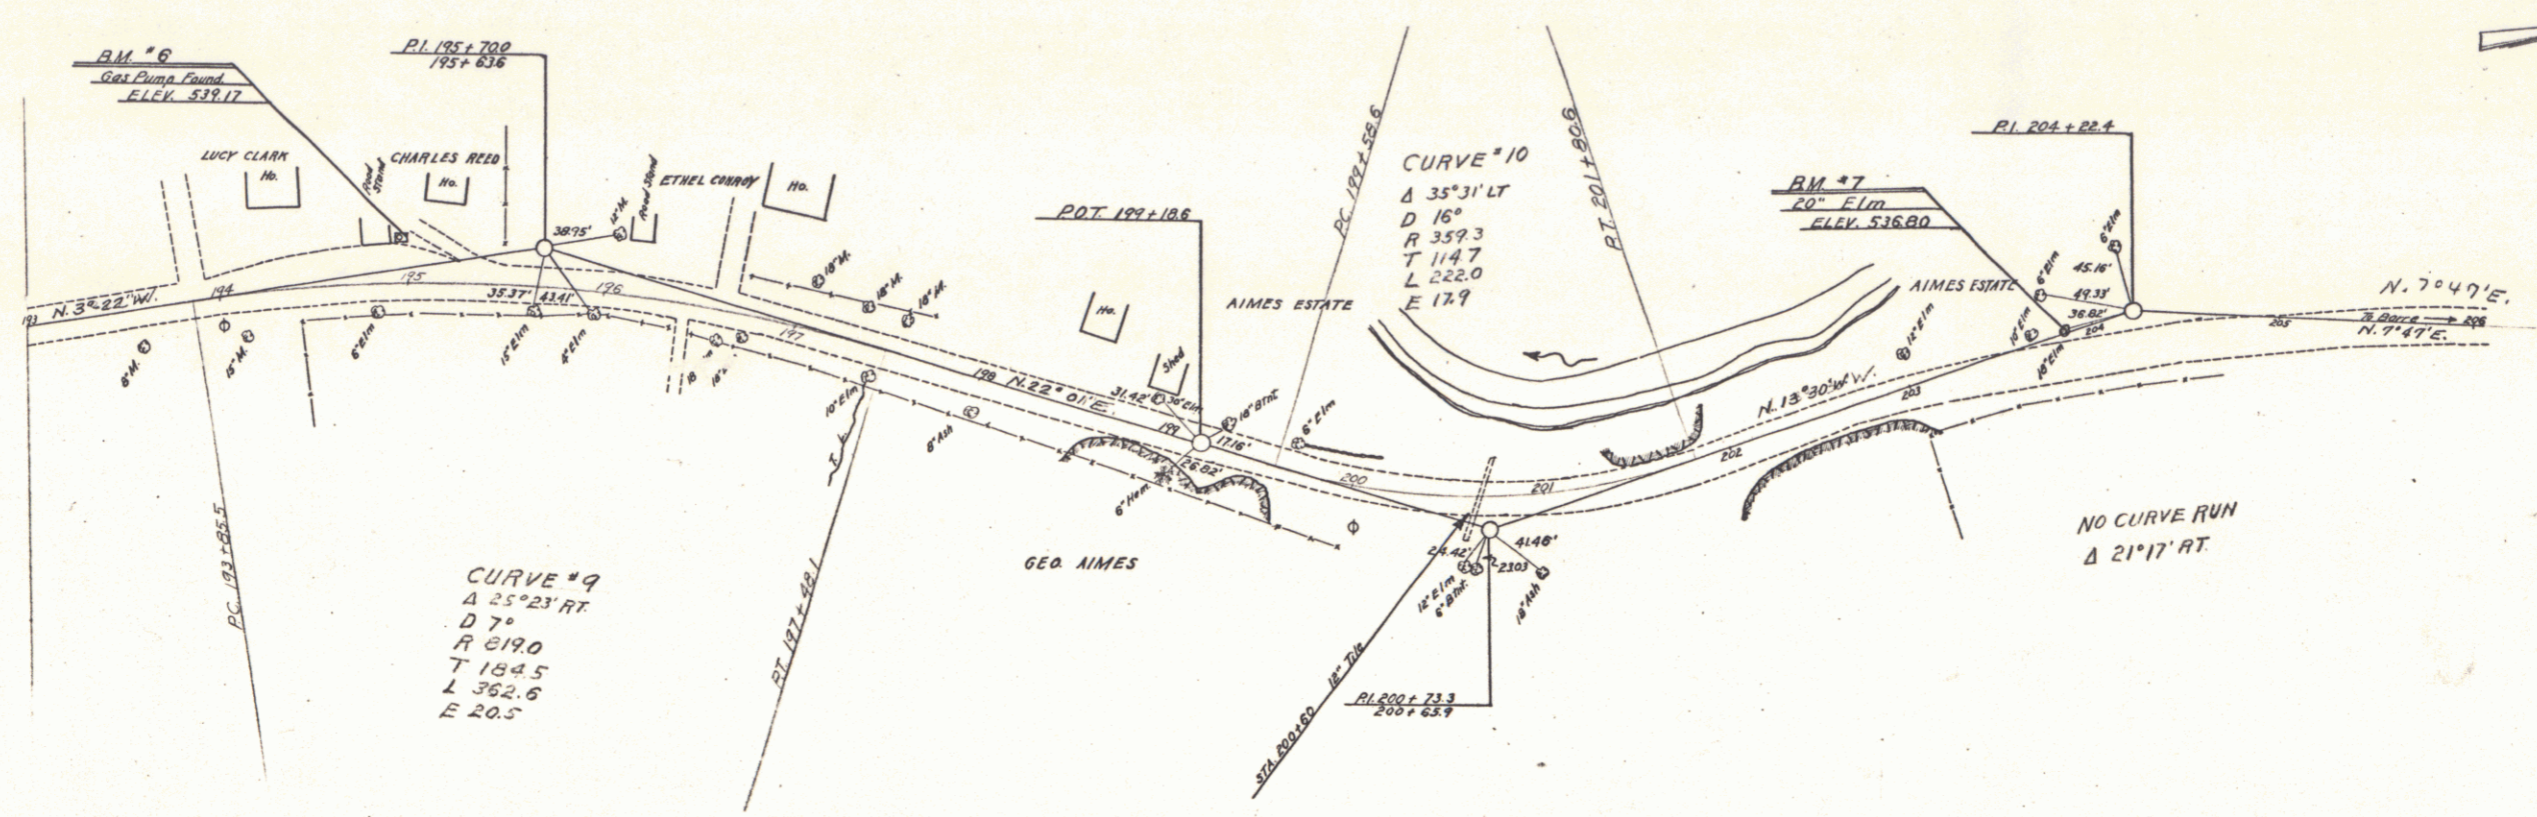 B.M. #6
Gas Pump Found.
ELEV. 539.17
P.I. 195+70.0
195+63.6
LUCY CLARK
Ho.
Road Stand
CHARLES REED
Ho.
38.95'
12" M.
Road Stand
ETHEL CONROY
Ho.
193
N. 3°-22' W.
194
195
196
35.37'
43.41'
197
18" M.
18" M.
18" M.
8" M.
15" M.
6" Elm
15" Elm
4" Elm
18
10" Elm
8" Ash
P.C. 193+85.5
P.T. 197+48.1
CURVE #9
Δ 25°23' RT.
D 7°
R 819.0
T 184.5
L 362.6
E 20.5
P.O.T. 199+18.6
Ho.
Shed
198
N. 22° 01' E.
199
31.42'
30" Elm
18" Btnt
17.16'
26.82'
6" Hem.
6" Elm
GEO. AIMES
AIMES ESTATE
P.C. 199+58.6
P.T. 201+80.6
CURVE #10
Δ 35°31' LT
D 16°
R 359.3
T 114.7
L 222.0
E 17.9
200
201
202
203
24.42'
23.03
41.48'
12" Elm
6" Btnt.
18" Ash
P.I. 200+73.3
200+65.9
STA. 200+60 12" Tile
N. 13°30' W.
B.M. #7
20" Elm
ELEV. 536.80
P.I. 204+22.4
AIMES ESTATE
6" Elm
6" Elm
45.16'
49.33'
36.82'
12" Elm
10" Elm
10" Elm
204
205
To Barre
206
N. 7°47' E.
N. 7°47' E.
NO CURVE RUN
Δ 21°17' RT.